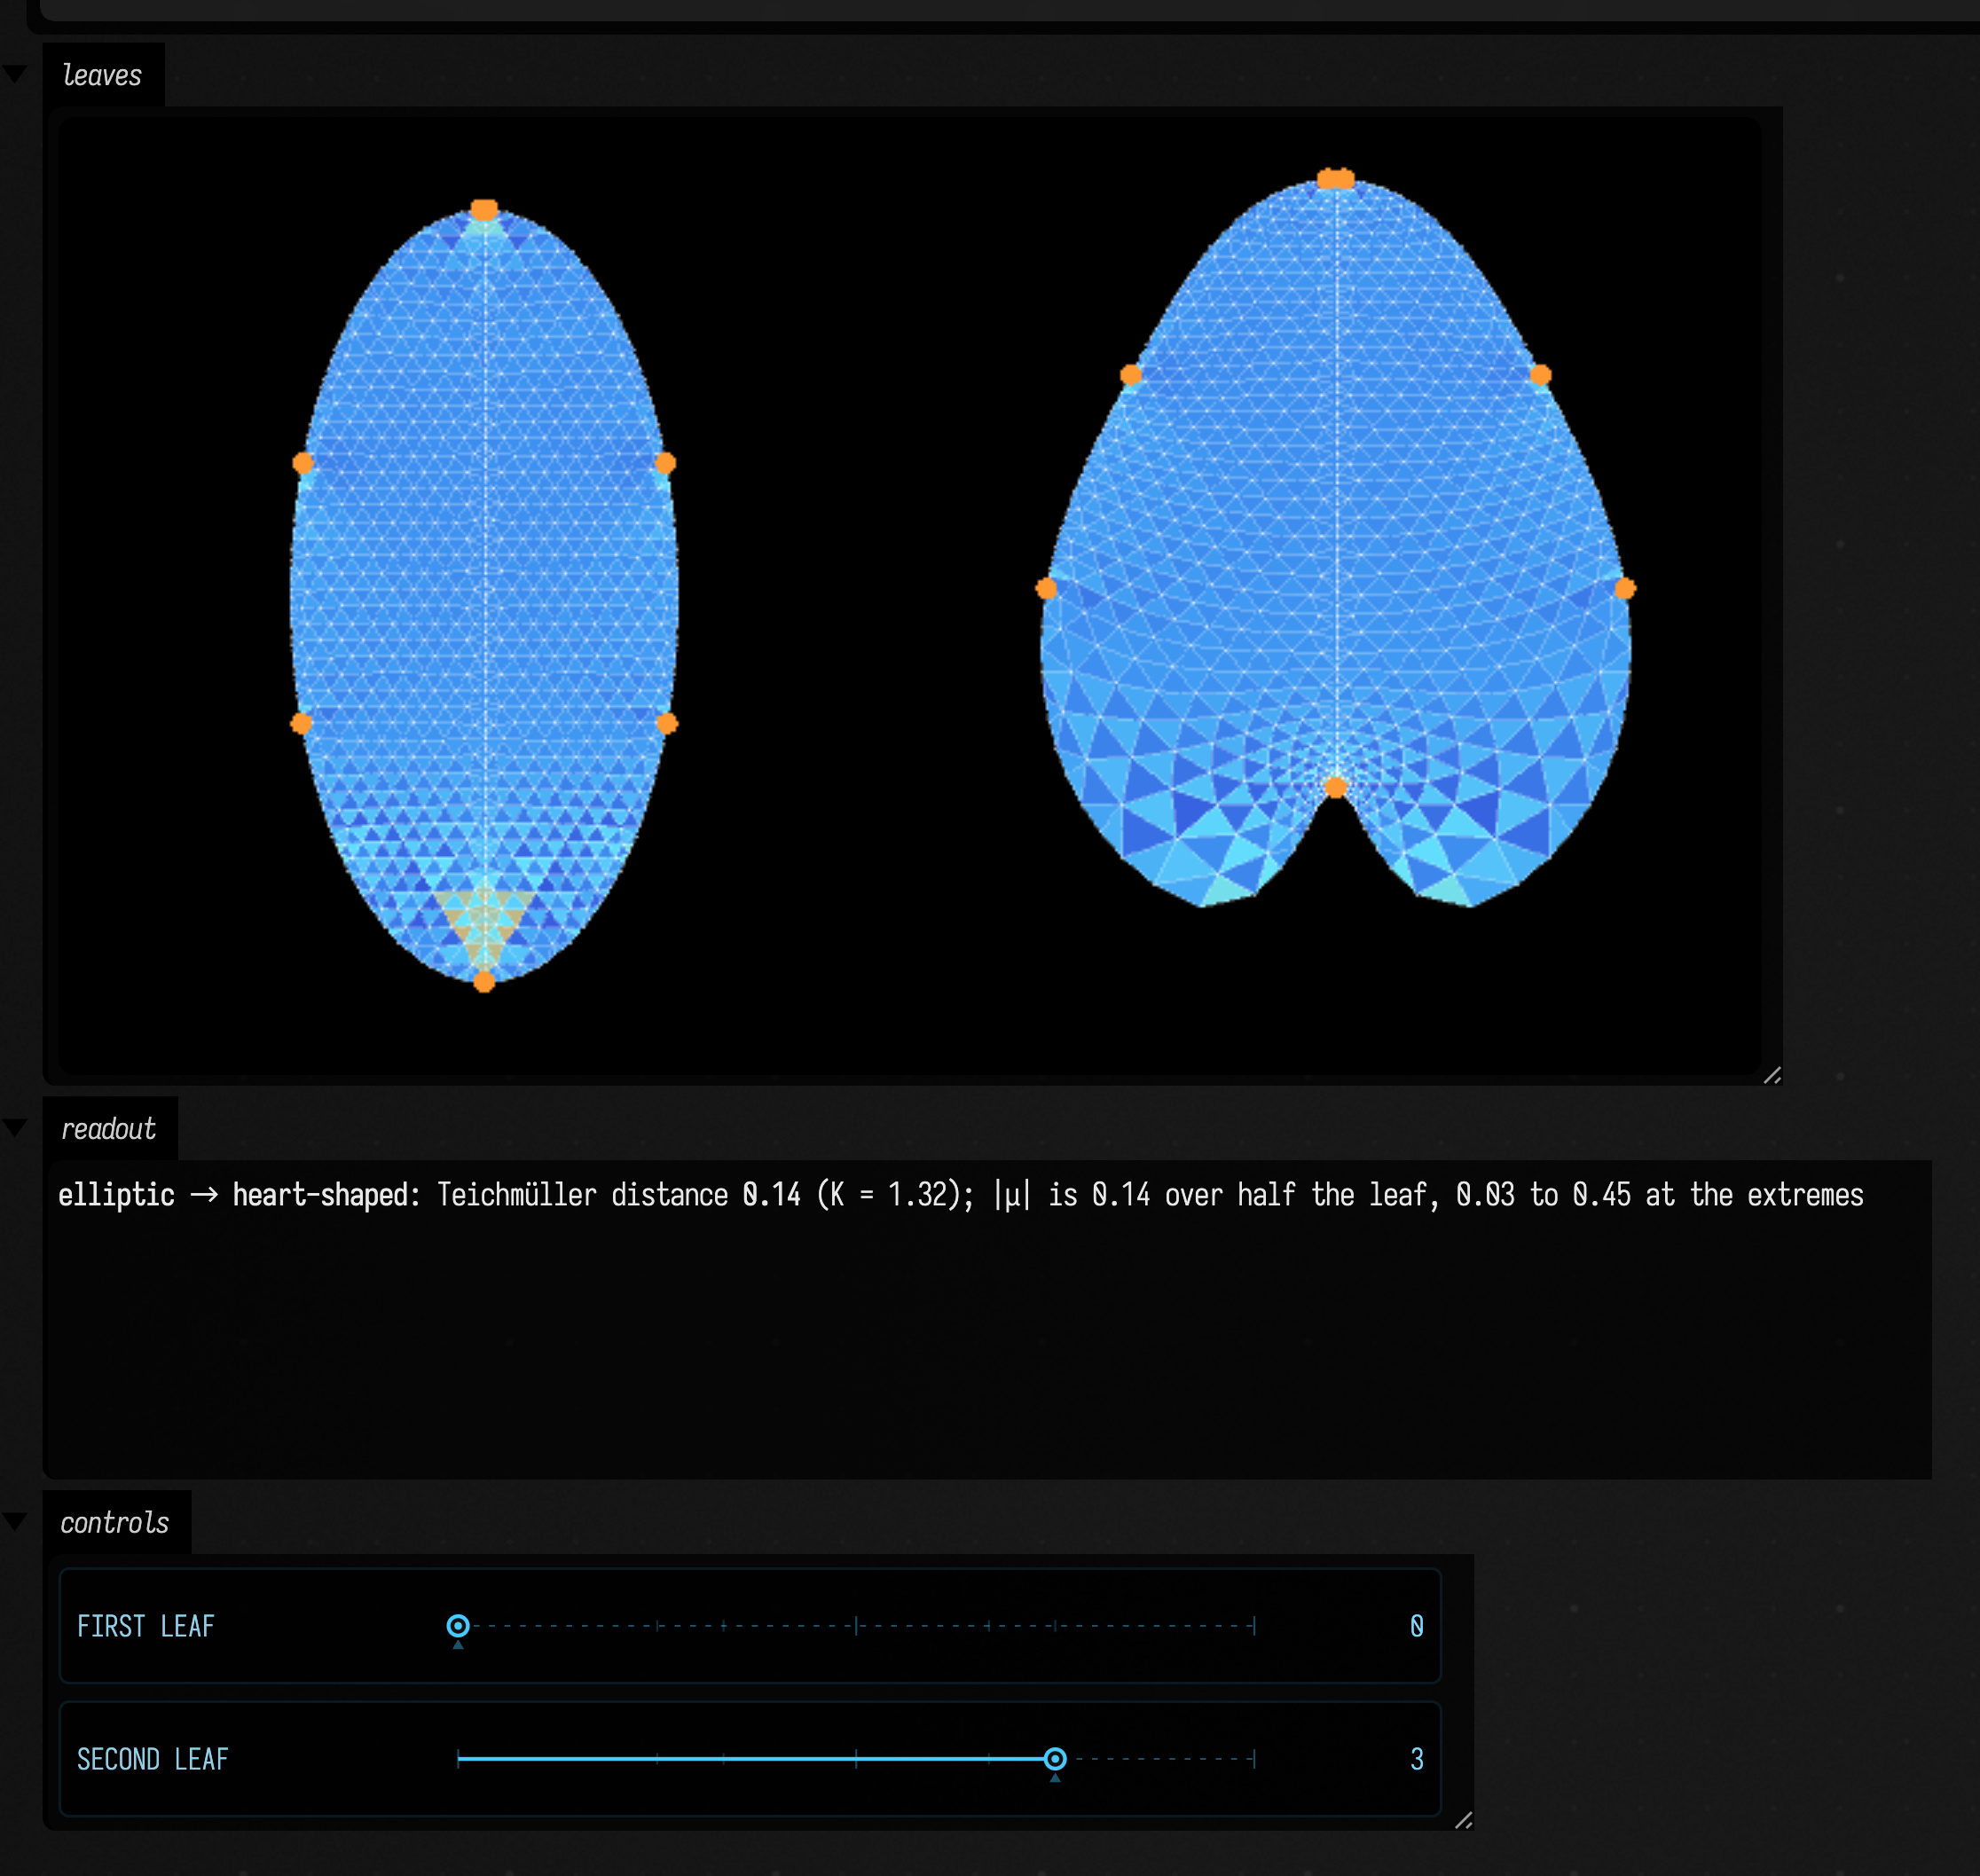 leaves
readout
elliptic → heart-shaped: Teichmüller distance 0.14 (K = 1.32); |μ| is 0.14 over half the leaf, 0.03 to 0.45 at the extremes
controls
FIRST LEAF 0
SECOND LEAF 3